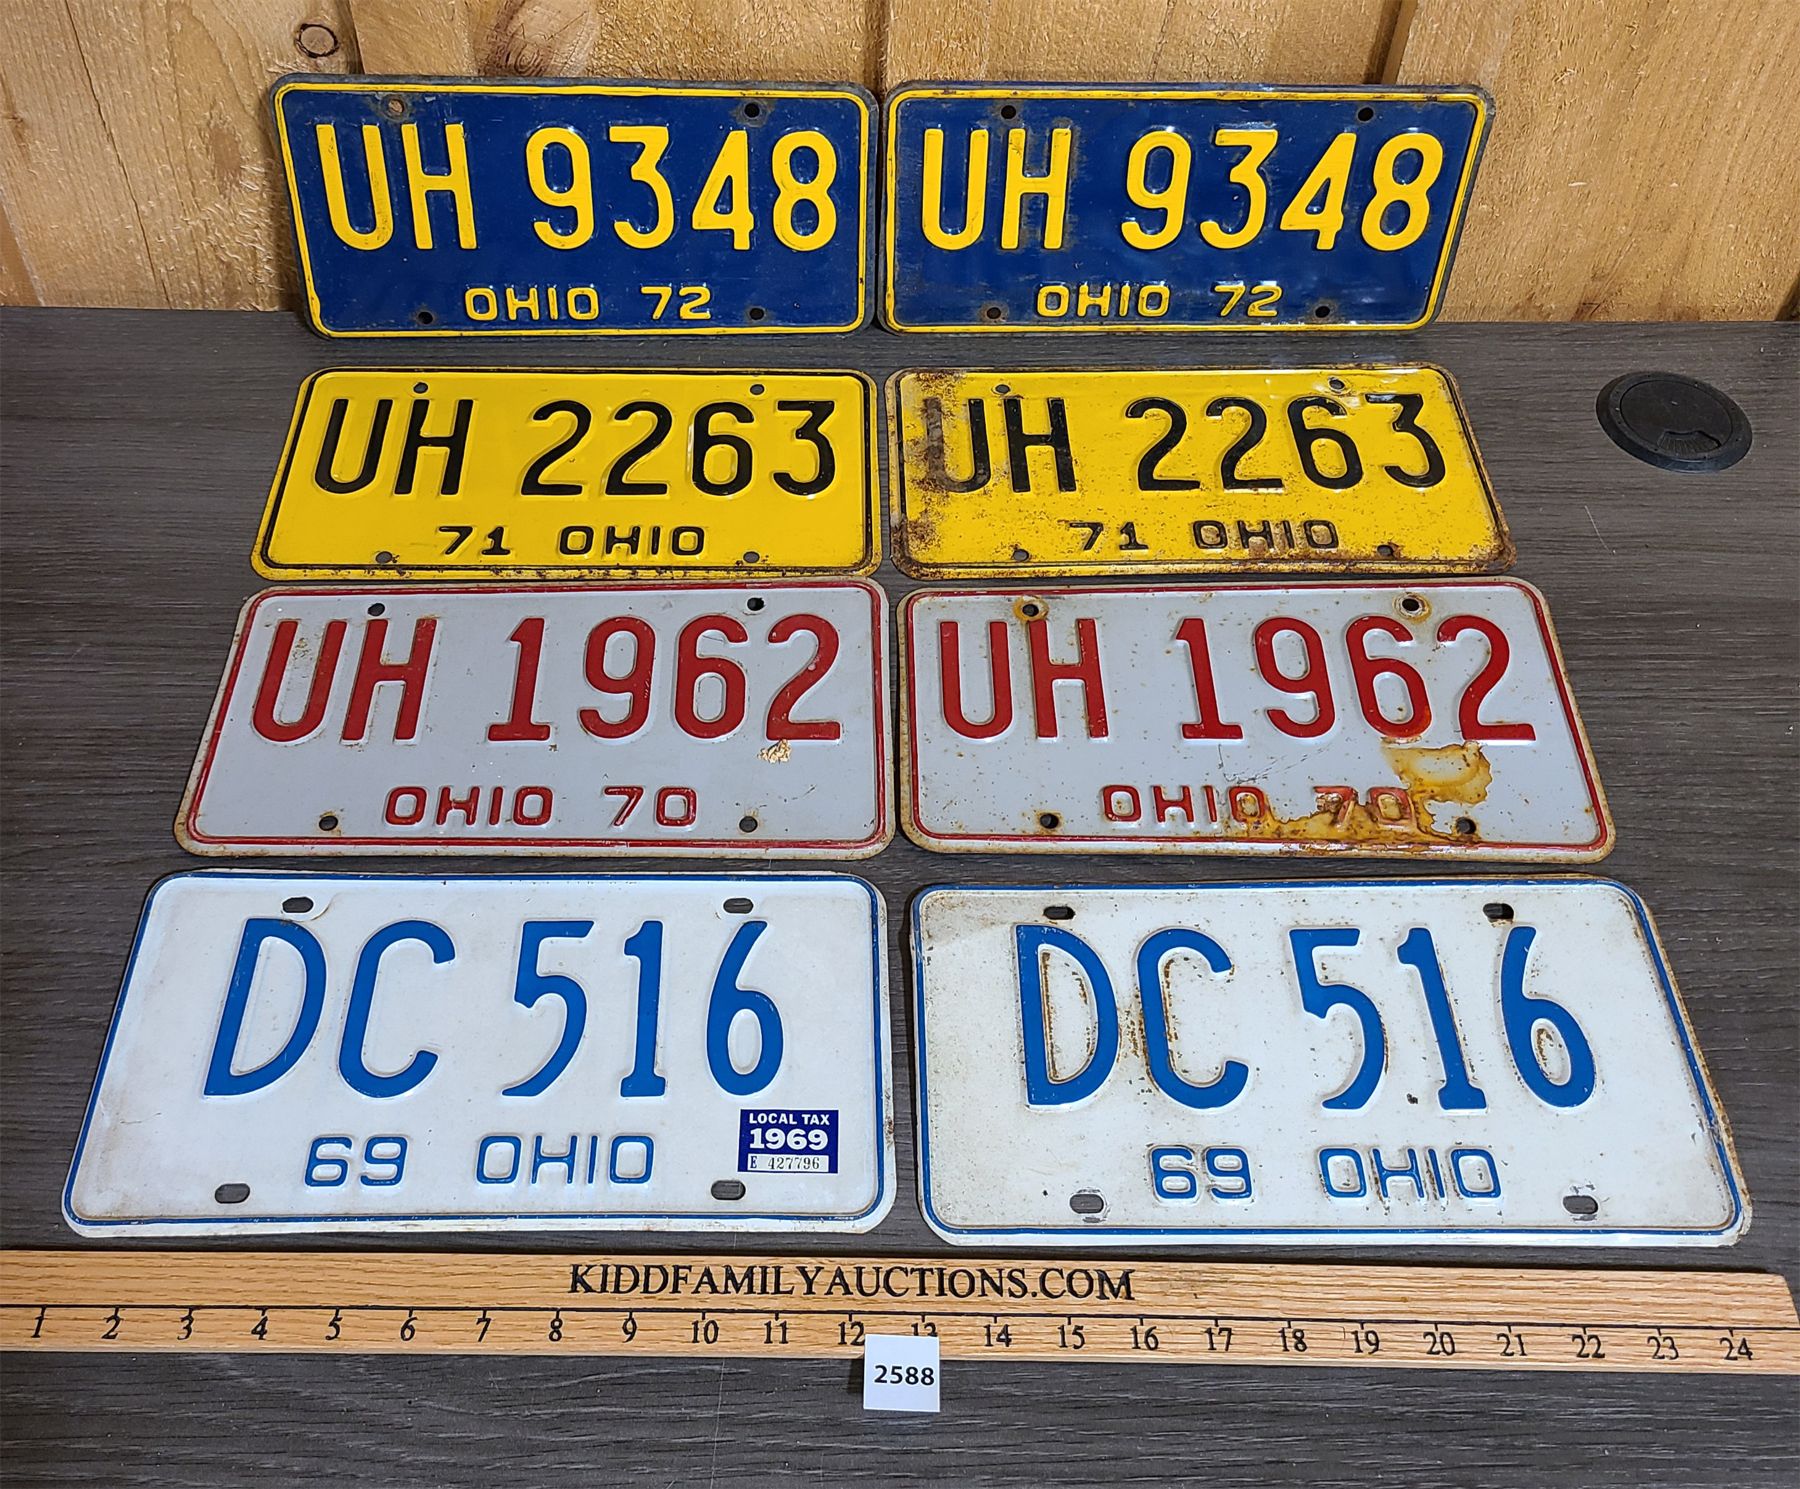 UH 9348
OHIO 72
UH 9348
OHIO 72
UH 2263
71 OHIO
UH 2263
71 OHIO
UH 1962
OHIO 70
UH 1962
OHIO 70
DC 516
69 OHIO
LOCAL TAX
1969
E 427796
DC 516
69 OHIO
KIDDFAMILYAUCTIONS.COM
1 2 3 4 5 6 7 8 9 10 11 12 13 14 15 16 17 18 19 20 21 22 23 24
2588